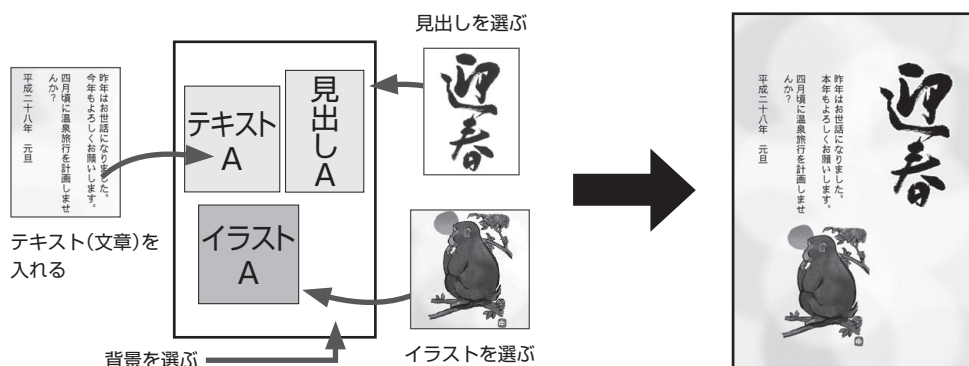 見出しを選ぶ
迎春
昨年はお世話になりました。
今年もよろしくお願いします。
四月頃に温泉旅行を計画しませ
んか?
平成二十八年 元旦
テキスト(文章)を
入れる
テキスト
A
見出しA
イラスト
A
背景を選ぶ
イラストを選ぶ
申
迎春
昨年はお世話になりました。
本年もよろしくお願いします。
四月頃に温泉旅行を計画しませ
んか?
平成二十八年 元旦
申